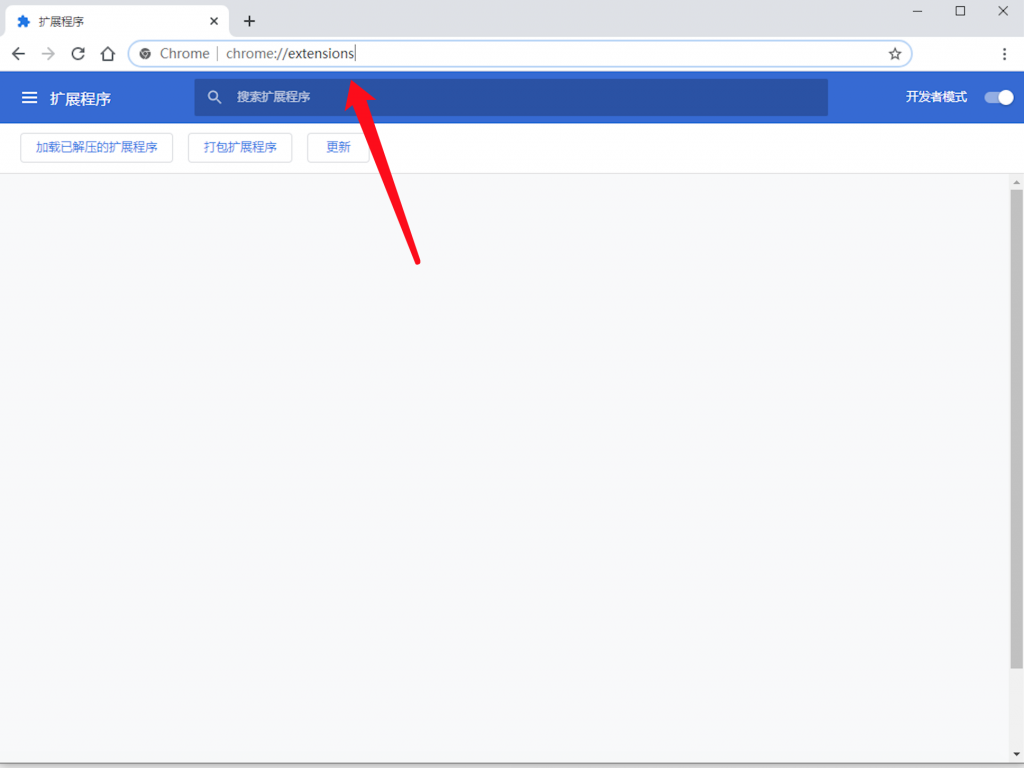 扩展程序
Chrome | chrome://extensions
扩展程序
搜索扩展程序
开发者模式
加载已解压的扩展程序
打包扩展程序
更新